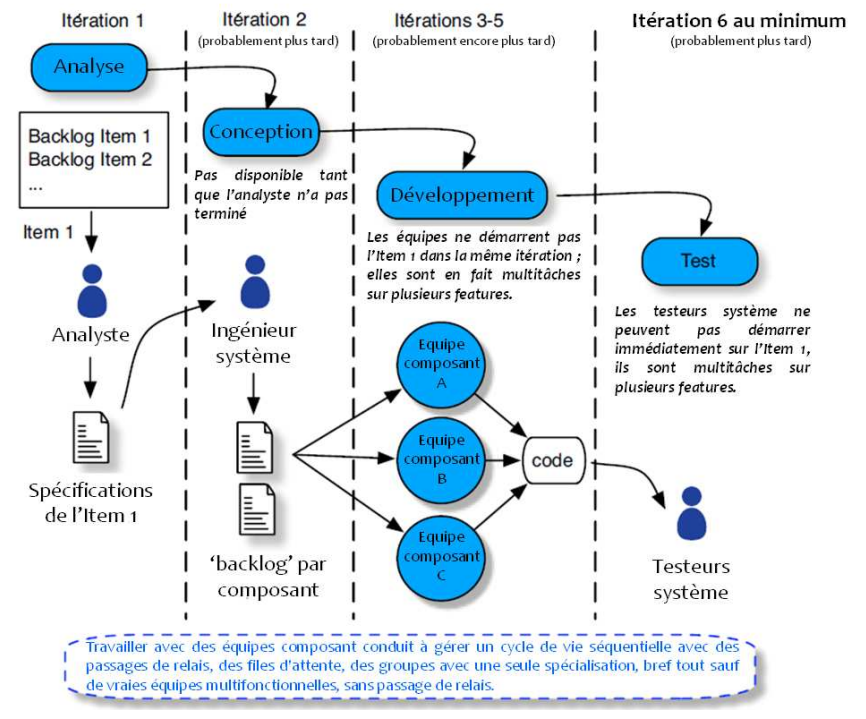 Itération 1
Itération 2
(probablement plus tard)
Itérations 3-5
(probablement encore plus tard)
Itération 6 au minimum
(probablement plus tard)
Analyse
Backlog Item 1
Backlog Item 2
...
Item 1
Analyste
Spécifications
de l'Item 1
Conception
Pas disponible tant
que l'analyste n'a pas
terminé
Ingénieur
système
‘backlog’ par
composant
Développement
Les équipes ne démarrent pas
l'Item 1 dans la même itération ;
elles sont en fait multitâches
sur plusieurs features.
Equipe
composant
A
Equipe
composant
B
Equipe
composant
C
code
Test
Les testeurs système ne
peuvent pas démarrer
immédiatement sur l'Item 1,
ils sont multitâches sur
plusieurs features.
Testeurs
système
Travailler avec des équipes composant conduit à gérer un cycle de vie séquentielle avec des
passages de relais, des files d'attente, des groupes avec une seule spécialisation, bref tout sauf
de vraies équipes multifonctionnelles, sans passage de relais.